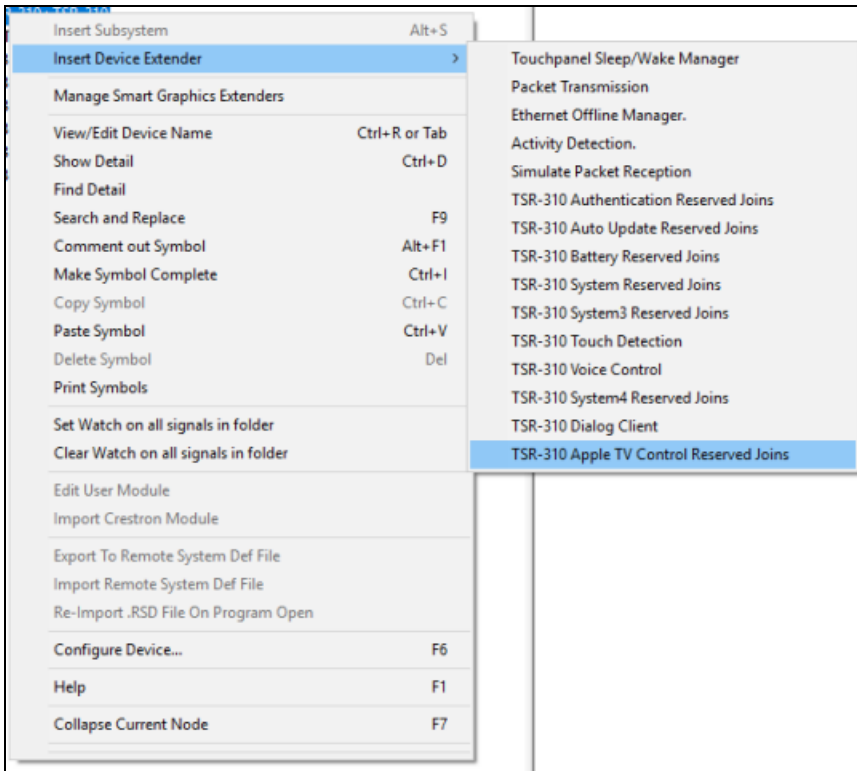 Insert Subsystem Alt+S
Insert Device Extender >
Manage Smart Graphics Extenders
View/Edit Device Name Ctrl+R or Tab
Show Detail Ctrl+D
Find Detail
Search and Replace F9
Comment out Symbol Alt+F1
Make Symbol Complete Ctrl+I
Copy Symbol Ctrl+C
Paste Symbol Ctrl+V
Delete Symbol Del
Print Symbols
Set Watch on all signals in folder
Clear Watch on all signals in folder
Edit User Module
Import Crestron Module
Export To Remote System Def File
Import Remote System Def File
Re-Import .RSD File On Program Open
Configure Device... F6
Help F1
Collapse Current Node F7
Touchpanel Sleep/Wake Manager
Packet Transmission
Ethernet Offline Manager.
Activity Detection.
Simulate Packet Reception
TSR-310 Authentication Reserved Joins
TSR-310 Auto Update Reserved Joins
TSR-310 Battery Reserved Joins
TSR-310 System Reserved Joins
TSR-310 System3 Reserved Joins
TSR-310 Touch Detection
TSR-310 Voice Control
TSR-310 System4 Reserved Joins
TSR-310 Dialog Client
TSR-310 Apple TV Control Reserved Joins